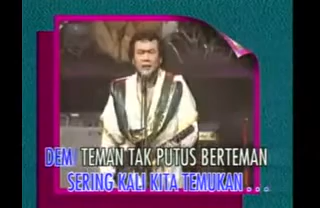 DEMI TEMAN TAK PUTUS BERTEMAN
SERING KALI KITA TEMUKAN . . .